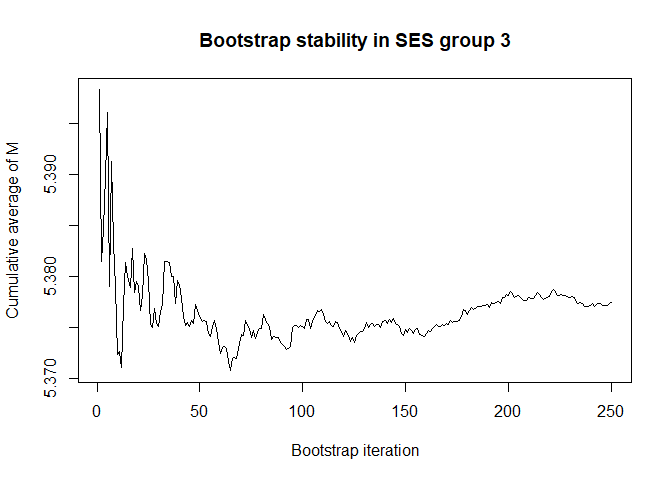 Bootstrap stability in SES group 3
Cumulative average of M
5.390
5.380
5.370
0 50 100 150 200 250
Bootstrap iteration